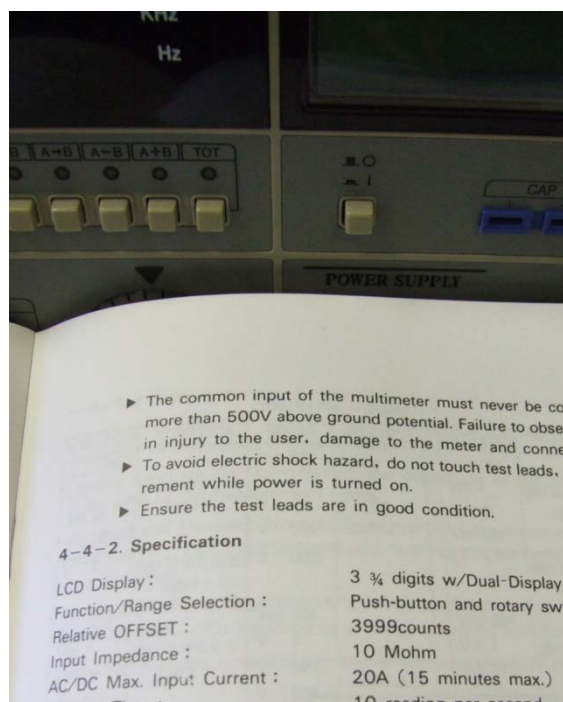 KHz
Hz
B A→B A−B A+B TOT
O
I
CAP
POWER SUPPLY
▶ The common input of the multimeter must never be co
more than 500V above ground potential. Failure to obse
in injury to the user, damage to the meter and conne
▶ To avoid electric shock hazard, do not touch test leads,
rement while power is turned on.
▶ Ensure the test leads are in good condition.
4-4-2. Specification
LCD Display : 3 ¾ digits w/Dual-Display
Function/Range Selection : Push-button and rotary sw
Relative OFFSET : 3999counts
Input Impedance : 10 Mohm
AC/DC Max. Input Current : 20A (15 minutes max.)
10 reading per second